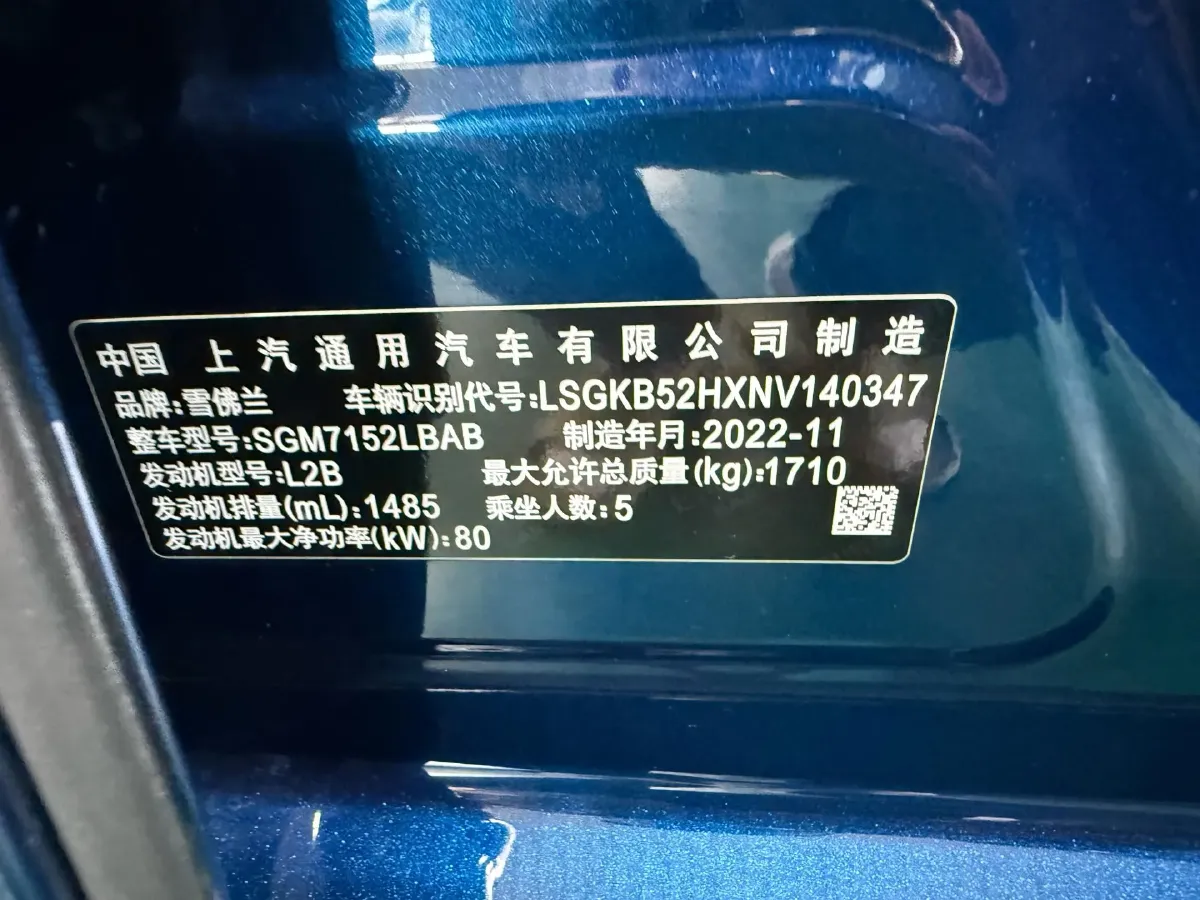 中国 上汽通用汽车有限公司制造
品牌:雪佛兰 车辆识别代号:LSGKB52HXNV140347
整车型号:SGM7152LBAB 制造年月:2022-11
发动机型号:L2B 最大允许总质量(kg):1710
发动机排量(mL):1485 乘坐人数:5
发动机最大净功率(kW):80